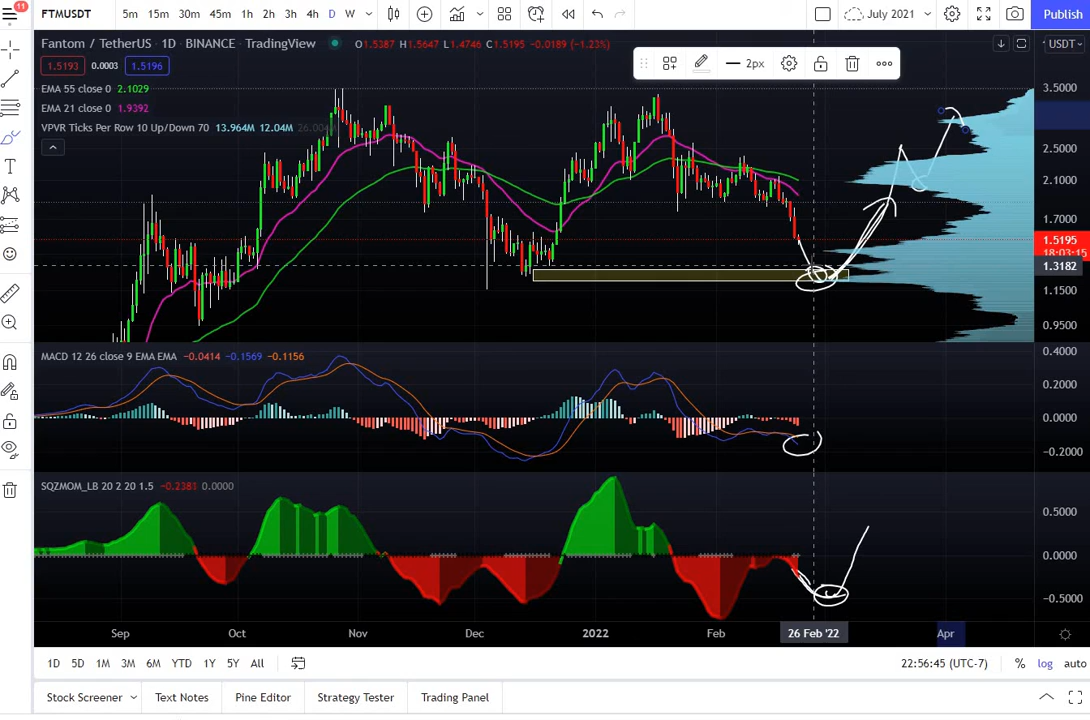 11
FTMUSDT 5m 15m 30m 45m 1h 2h 3h 4h D W July 2021 Publish
Fantom / TetherUS · 1D · BINANCE · TradingView O1.5387 H1.5647 L1.4746 C1.5195 −0.0189 (−1.23%) USDT
1.5193 0.0003 1.5196 2px
EMA 55 close 0 2.1029
EMA 21 close 0 1.9392
VPVR Ticks Per Row 10 Up/Down 70 13.964M 12.04M 26.004M
3.5000
2.5000
2.1000
1.7000
1.5195
18:03:15
1.3182
1.1500
0.9500
MACD 12 26 close 9 EMA EMA −0.0414 −0.1569 −0.1156
0.4000
0.2000
0.0000
−0.2000
SQZMOM_LB 20 2 20 1.5 −0.2381 0.0000
0.5000
0.0000
−0.5000
Sep Oct Nov Dec 2022 Feb 26 Feb '22 Apr
1D 5D 1M 3M 6M YTD 1Y 5Y All 22:56:45 (UTC-7) % log auto
Stock Screener Text Notes Pine Editor Strategy Tester Trading Panel